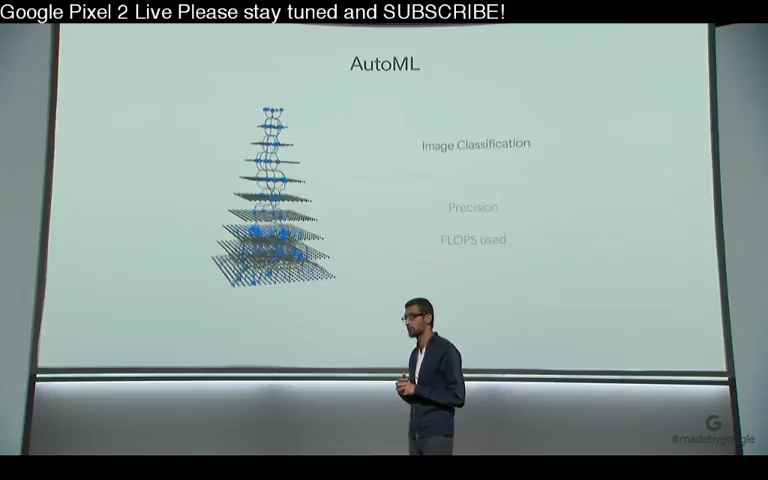 Google Pixel 2 Live Please stay tuned and SUBSCRIBE!
AutoML
Image Classification
Precision
FLOPS used
G
#madebygoogle